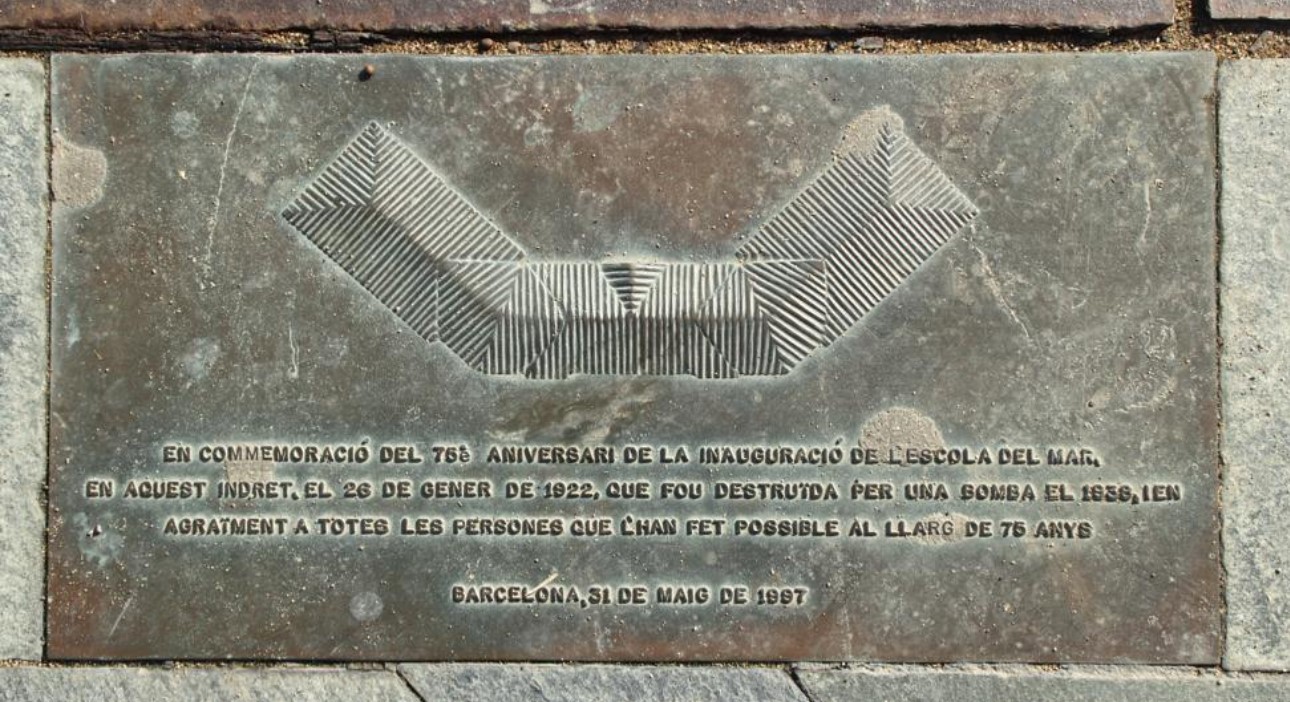 EN COMMEMORACIÓ DEL 75è ANIVERSARI DE LA INAUGURACIÓ DE L'ESCOLA DEL MAR,
EN AQUEST INDRET, EL 26 DE GENER DE 1922, QUE FOU DESTRUÏDA PER UNA BOMBA EL 1938, I EN
AGRAÏMENT A TOTES LES PERSONES QUE L'HAN FET POSSIBLE AL LLARG DE 75 ANYS
BARCELONA, 31 DE MAIG DE 1997